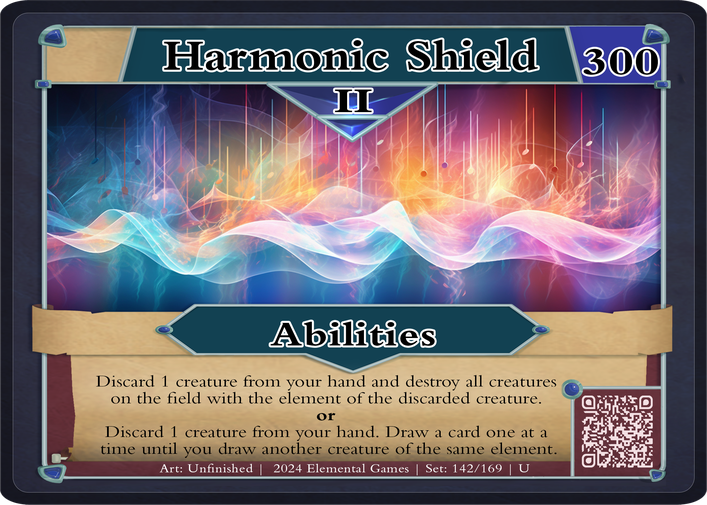 Harmonic Shield
300
II
Abilities
Discard 1 creature from your hand and destroy all creatures
on the field with the element of the discarded creature.
or
Discard 1 creature from your hand. Draw a card one at a
time until you draw another creature of the same element.
Art: Unfinished | 2024 Elemental Games | Set: 142/169 | U